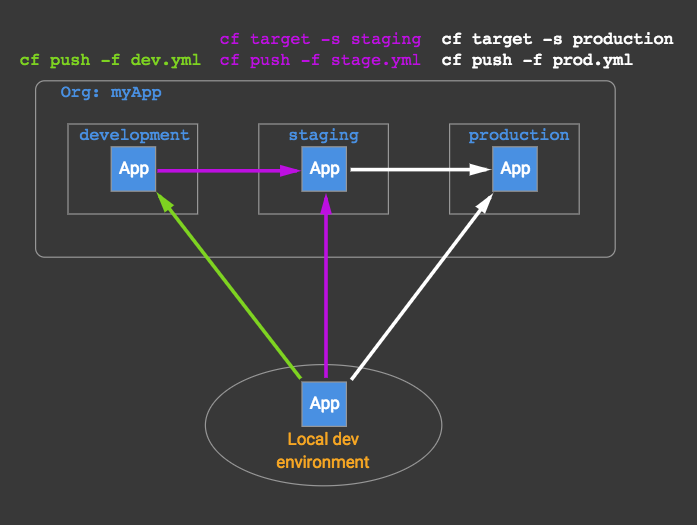 cf target -s staging
cf target -s production
cf push -f dev.yml
cf push -f stage.yml
cf push -f prod.yml
Org: myApp
development
staging
production
App
App
App
App
Local dev
environment